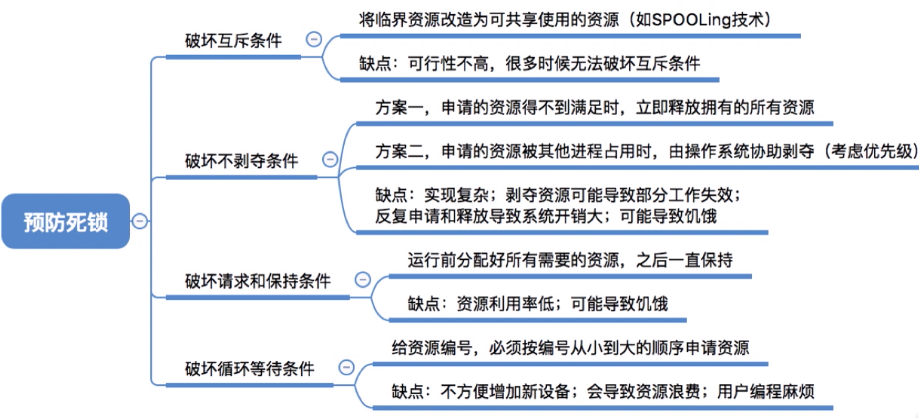 预防死锁
破坏互斥条件
将临界资源改造为可共享使用的资源（如SPOOLing技术）
缺点：可行性不高，很多时候无法破坏互斥条件
破坏不剥夺条件
方案一，申请的资源得不到满足时，立即释放拥有的所有资源
方案二，申请的资源被其他进程占用时，由操作系统协助剥夺（考虑优先级）
缺点：实现复杂；剥夺资源可能导致部分工作失效；
反复申请和释放导致系统开销大；可能导致饥饿
破坏请求和保持条件
运行前分配好所有需要的资源，之后一直保持
缺点：资源利用率低；可能导致饥饿
破坏循环等待条件
给资源编号，必须按编号从小到大的顺序申请资源
缺点：不方便增加新设备；会导致资源浪费；用户编程麻烦